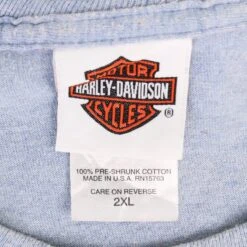 MOTOR
HARLEY-DAVIDSON
CYCLES
®
100% PRE-SHRUNK COTTON
MADE IN U.S.A. RN15763
CARE ON REVERSE
2XL